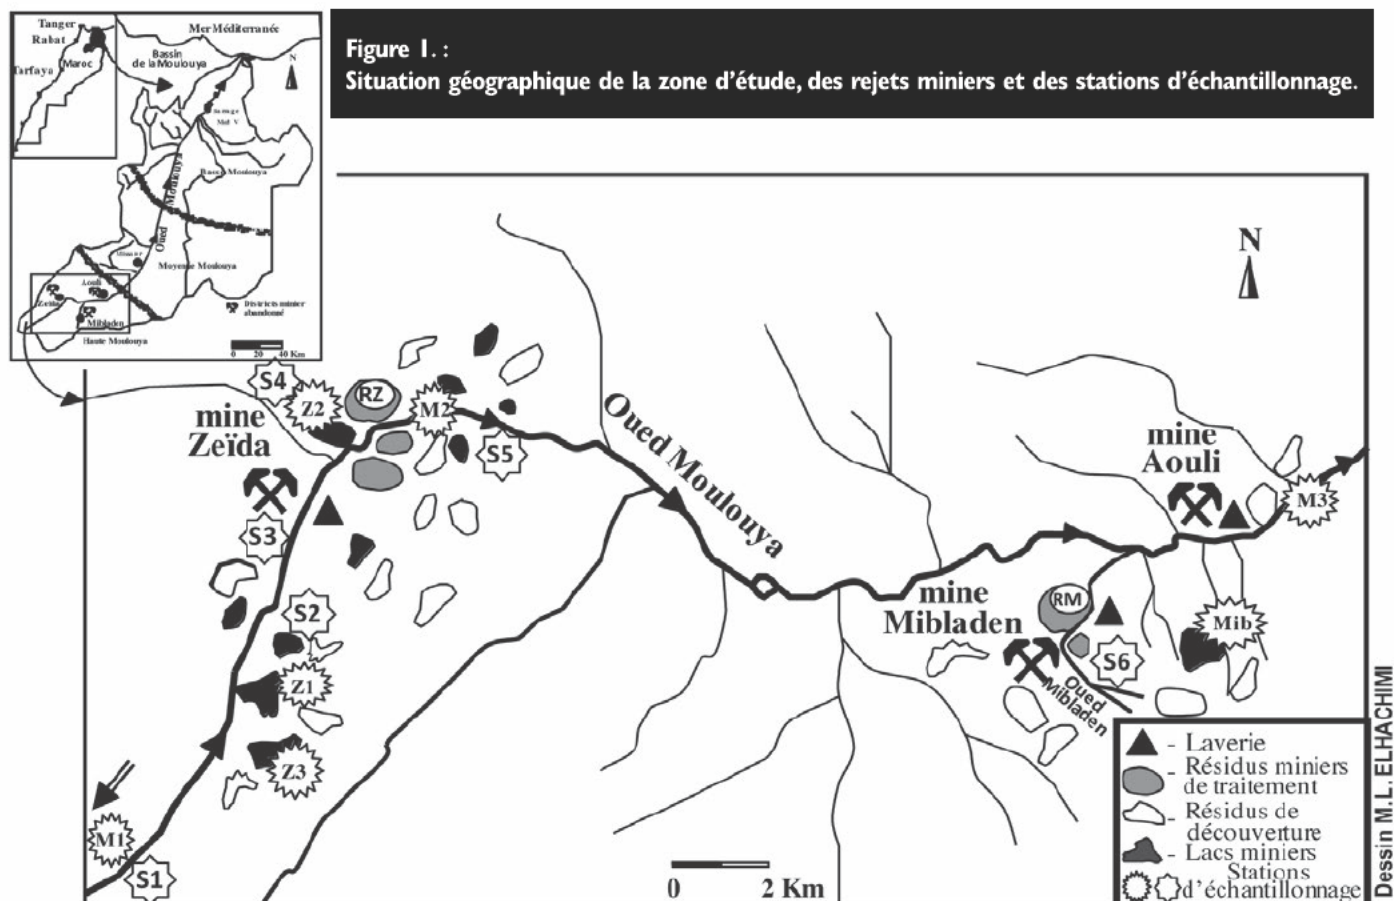 Figure 1. :
Situation géographique de la zone d'étude, des rejets miniers et des stations d'échantillonnage.
Tanger
Rabat
Maroc
Tarfaya
Mer Méditerranée
Bassin
de la Moulouya
N
Barrage
Med V
Basse Moulouya
Oued Moulouya
Moyenne Moulouya
Aouli
Zeïda
Mibladen
Haute Moulouya
Districts minier
abandonné
0 20 40 Km
N
S4
Z2
RZ
M2
mine
Zeïda
S5
Oued Moulouya
S3
S2
Z1
Z3
M1
S1
mine
Aouli
M3
mine
Mibladen
RM
Mib
S6
Oued
Mibladen
0 2 Km
- Laverie
- Résidus miniers
de traitement
- Résidus de
découverture
- Lacs miniers
Stations
d'échantillonnage
Dessin M.L. ELHACHIMI